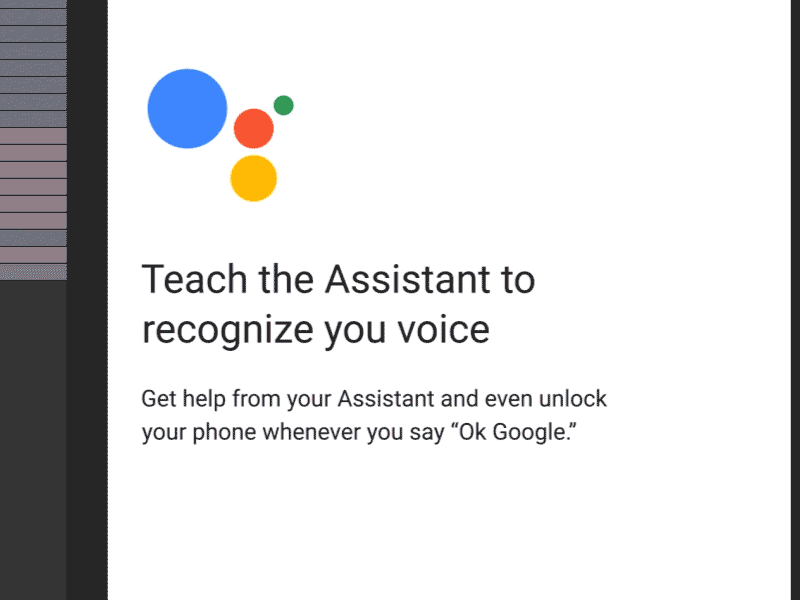 Teach the Assistant to
recognize you voice
Get help from your Assistant and even unlock
your phone whenever you say “Ok Google.”